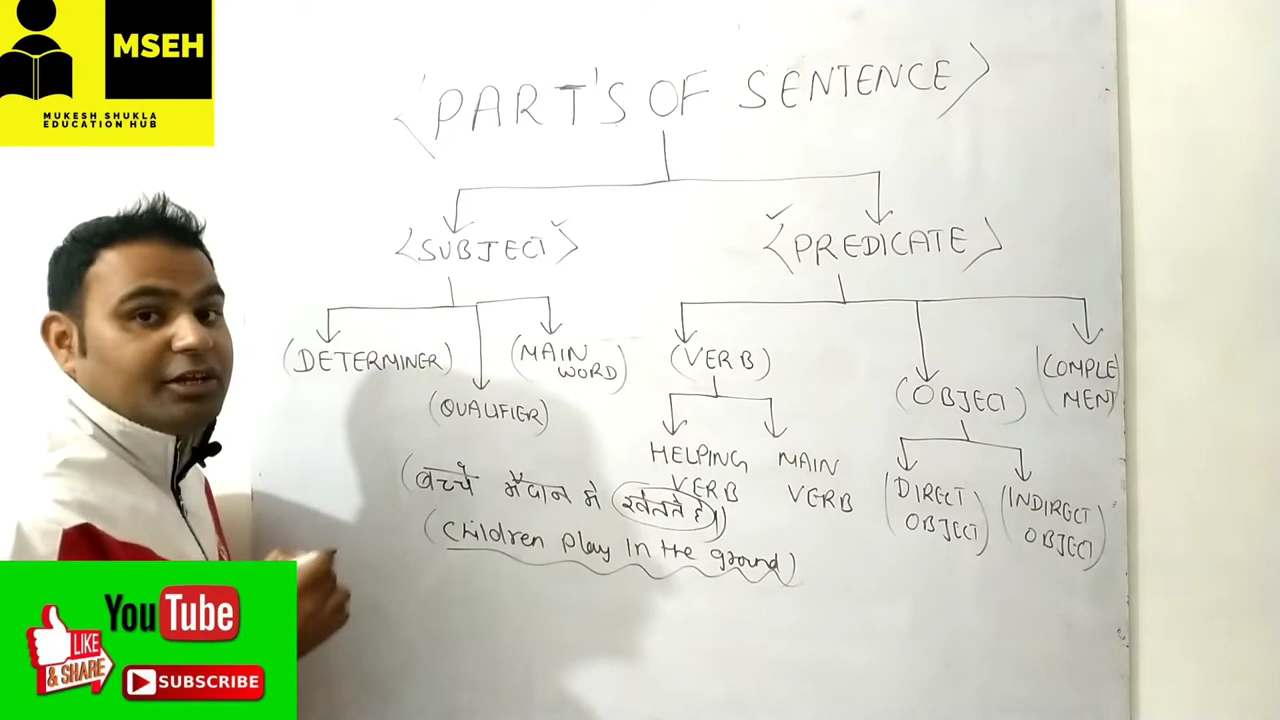 MSEH
MUKESH SHUKLA
EDUCATION HUB
<PART'S OF SENTENCE>
<SUBJECT>
<PREDICATE>
(DETERMINER)
(QUALIFIER)
(MAIN
WORD)
(VERB)
(OBJECT)
(COMPLE
MENT
HELPING
VERB
MAIN
VERB
(DIRECT
OBJECT)
(INDIRECT
OBJECT)
(बच्चे मैदान मे खेलते है।)
(Children play in the ground)
YouTube
LIKE
& SHARE
SUBSCRIBE